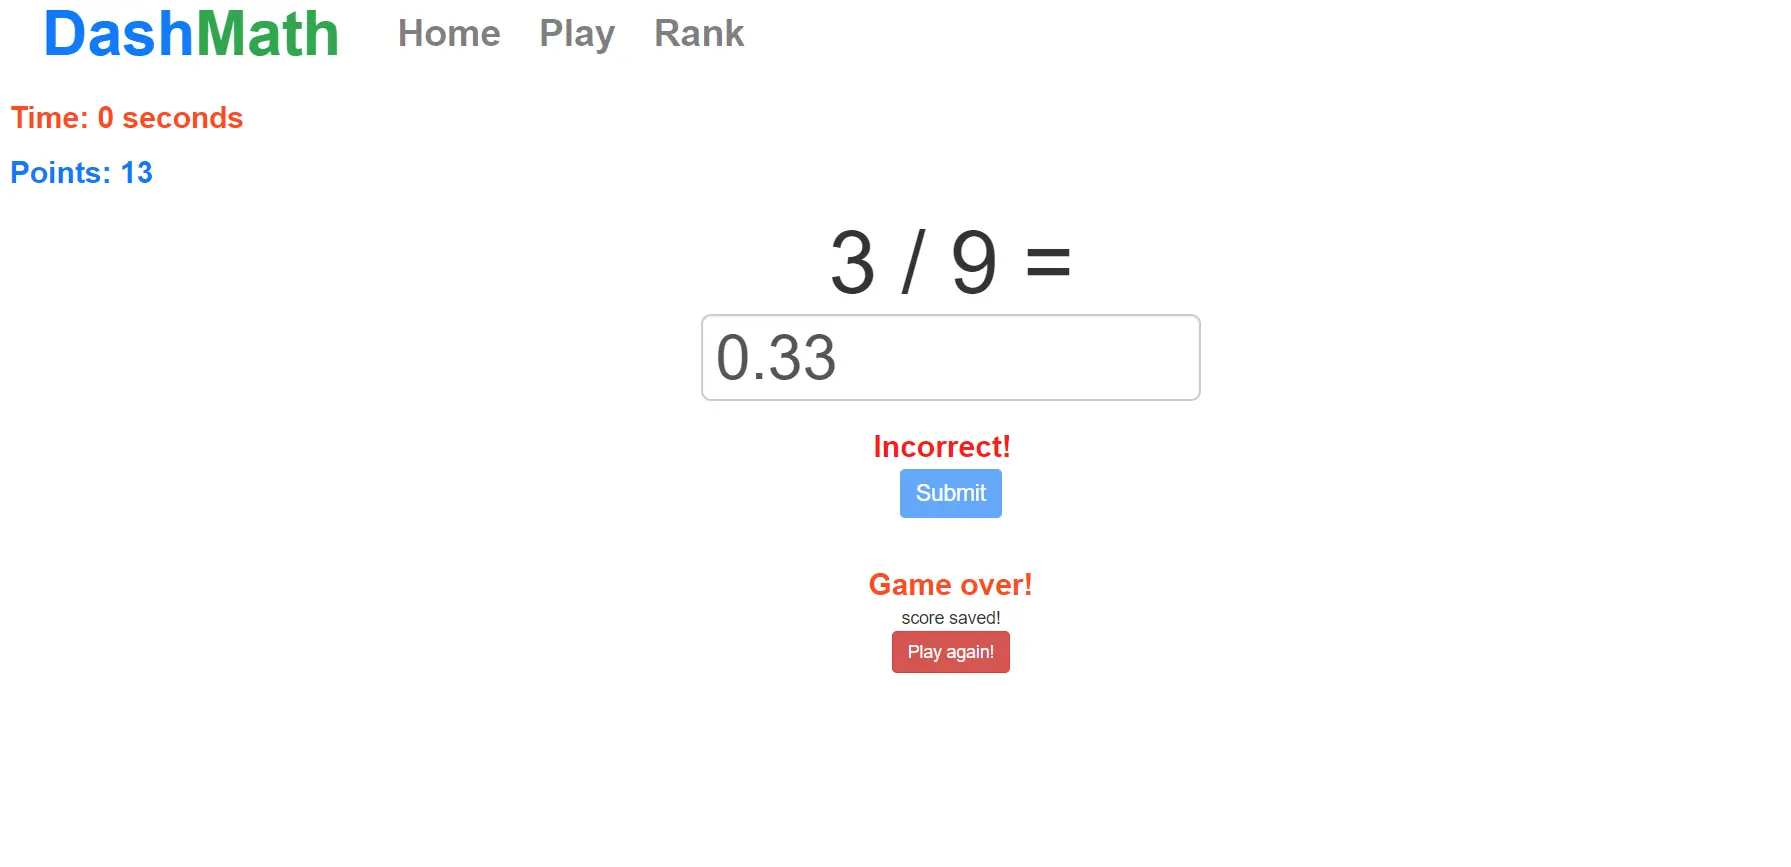 DashMath Home Play Rank
Time: 0 seconds
Points: 13
3 / 9 =
0.33
Incorrect!
Submit
Game over!
score saved!
Play again!